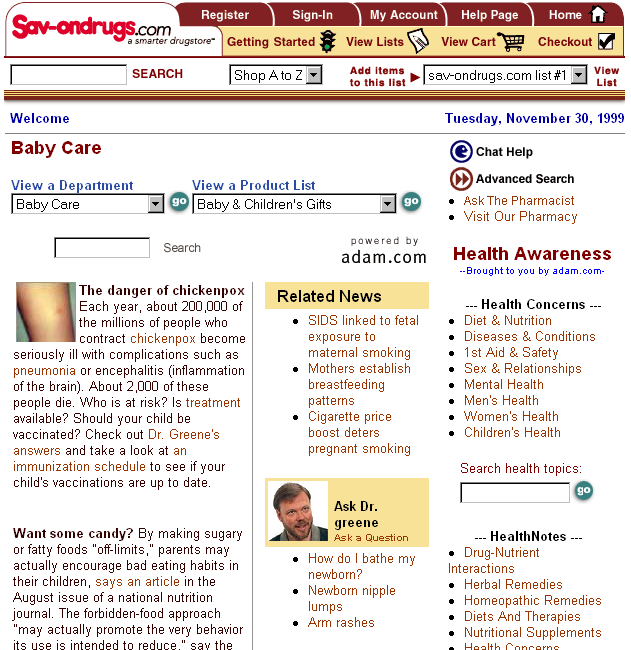 Sav-ondrugs.com
a smarter drugstore™
Register Sign-In My Account Help Page Home
Getting Started View Lists View Cart Checkout
SEARCH
Shop A to Z
Add items
to this list
sav-ondrugs.com list #1
View
List
Welcome
Tuesday, November 30, 1999
Baby Care
View a Department
Baby Care
go
View a Product List
Baby & Children's Gifts
go
Search
powered by
adam.com
The danger of chickenpox
Each year, about 200,000 of
the millions of people who
contract chickenpox become
seriously ill with complications such as
pneumonia or encephalitis (inflammation
of the brain). About 2,000 of these
people die. Who is at risk? Is treatment
available? Should your child be
vaccinated? Check out Dr. Greene's
answers and take a look at an
immunization schedule to see if your
child's vaccinations are up to date.
Want some candy? By making sugary
or fatty foods "off-limits," parents may
actually encourage bad eating habits in
their children, says an article in the
August issue of a national nutrition
journal. The forbidden-food approach
"may actually promote the very behavior
its use is intended to reduce," say the
Related News
SIDS linked to fetal
exposure to
maternal smoking
Mothers establish
breastfeeding
patterns
Cigarette price
boost deters
pregnant smoking
Ask Dr.
greene
Ask a Question
How do I bathe my
newborn?
Newborn nipple
lumps
Arm rashes
Chat Help
Advanced Search
Ask The Pharmacist
Visit Our Pharmacy
Health Awareness
--Brought to you by adam.com-
--- Health Concerns ---
Diet & Nutrition
Diseases & Conditions
1st Aid & Safety
Sex & Relationships
Mental Health
Men's Health
Women's Health
Children's Health
Search health topics:
go
--- HealthNotes ---
Drug-Nutrient
Interactions
Herbal Remedies
Homeopathic Remedies
Diets And Therapies
Nutritional Supplements
Health Concerns